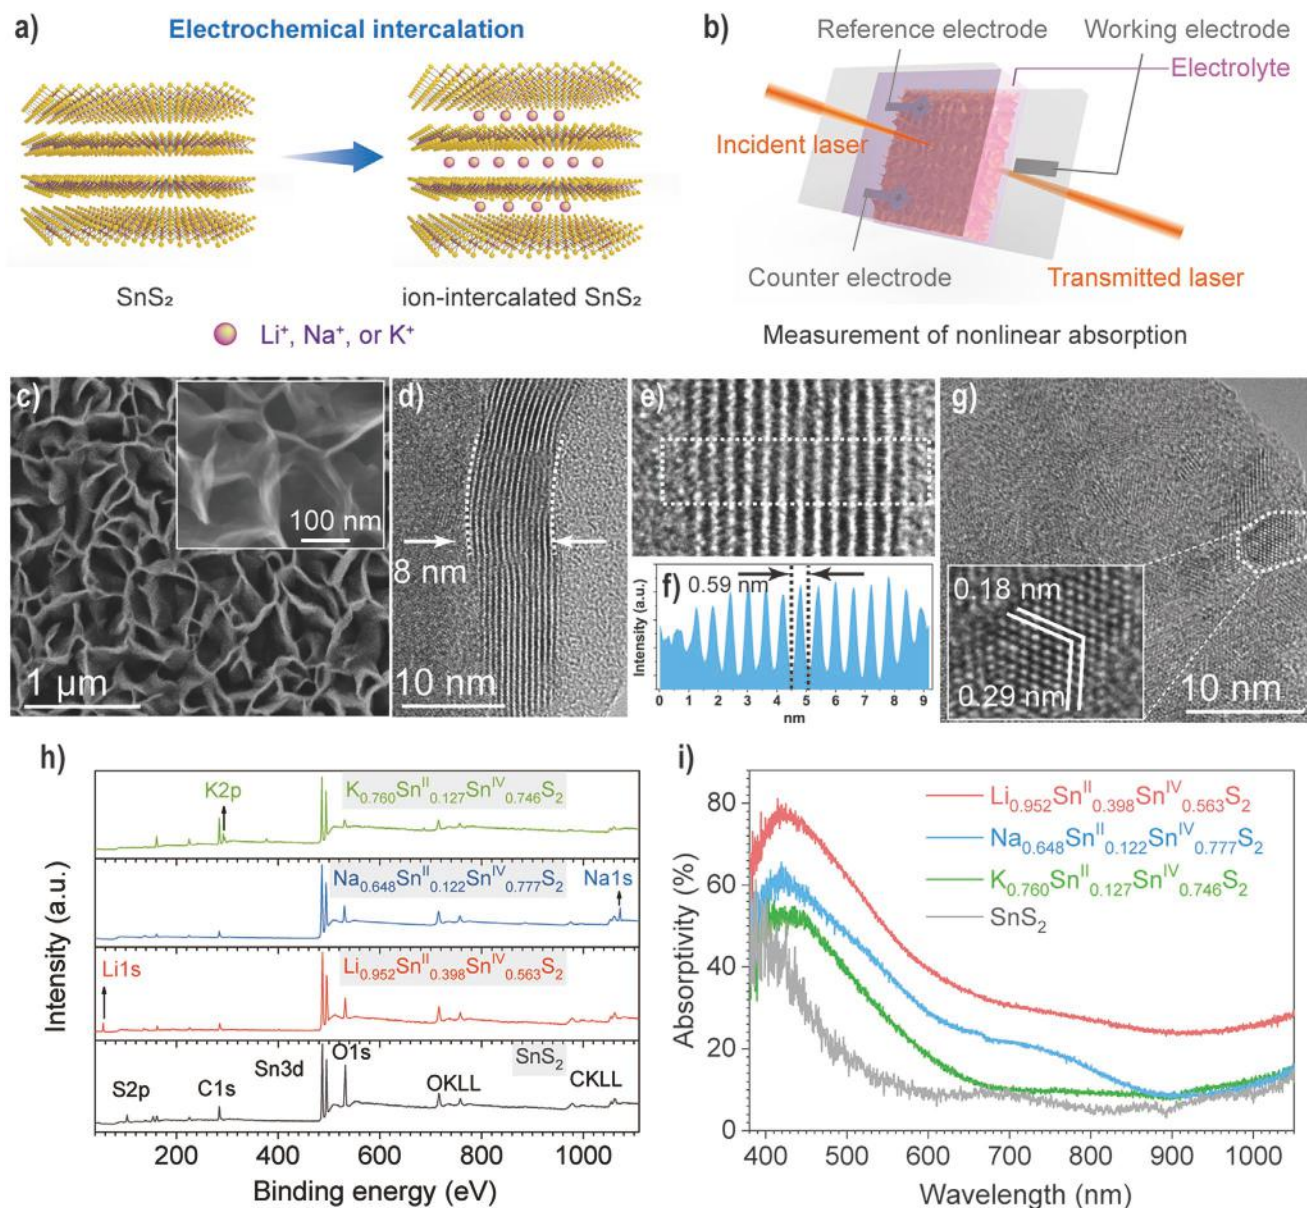 a)
Electrochemical intercalation
SnS₂
ion-intercalated SnS₂
Li⁺, Na⁺, or K⁺
b)
Reference electrode
Working electrode
Electrolyte
Incident laser
Counter electrode
Transmitted laser
Measurement of nonlinear absorption
c)
100 nm
1 μm
d)
8 nm
10 nm
e)
f)
0.59 nm
Intensity (a.u.)
0 1 2 3 4 5 6 7 8 9
nm
g)
0.18 nm
0.29 nm
10 nm
h)
K2p
K₀.₇₆₀Snᴵᴵ₀.₁₂₇Snᴵⱽ₀.₇₄₆S₂
Na₀.₆₄₈Snᴵᴵ₀.₁₂₂Snᴵⱽ₀.₇₇₇S₂
Na1s
Li1s
Li₀.₉₅₂Snᴵᴵ₀.₃₉₈Snᴵⱽ₀.₅₆₃S₂
SnS₂
S2p
C1s
Sn3d
O1s
OKLL
CKLL
Intensity (a.u.)
200 400 600 800 1000
Binding energy (eV)
i)
Li₀.₉₅₂Snᴵᴵ₀.₃₉₈Snᴵⱽ₀.₅₆₃S₂
Na₀.₆₄₈Snᴵᴵ₀.₁₂₂Snᴵⱽ₀.₇₇₇S₂
K₀.₇₆₀Snᴵᴵ₀.₁₂₇Snᴵⱽ₀.₇₄₆S₂
SnS₂
Absorptivity (%)
80
60
40
20
0
400 500 600 700 800 900 1000
Wavelength (nm)